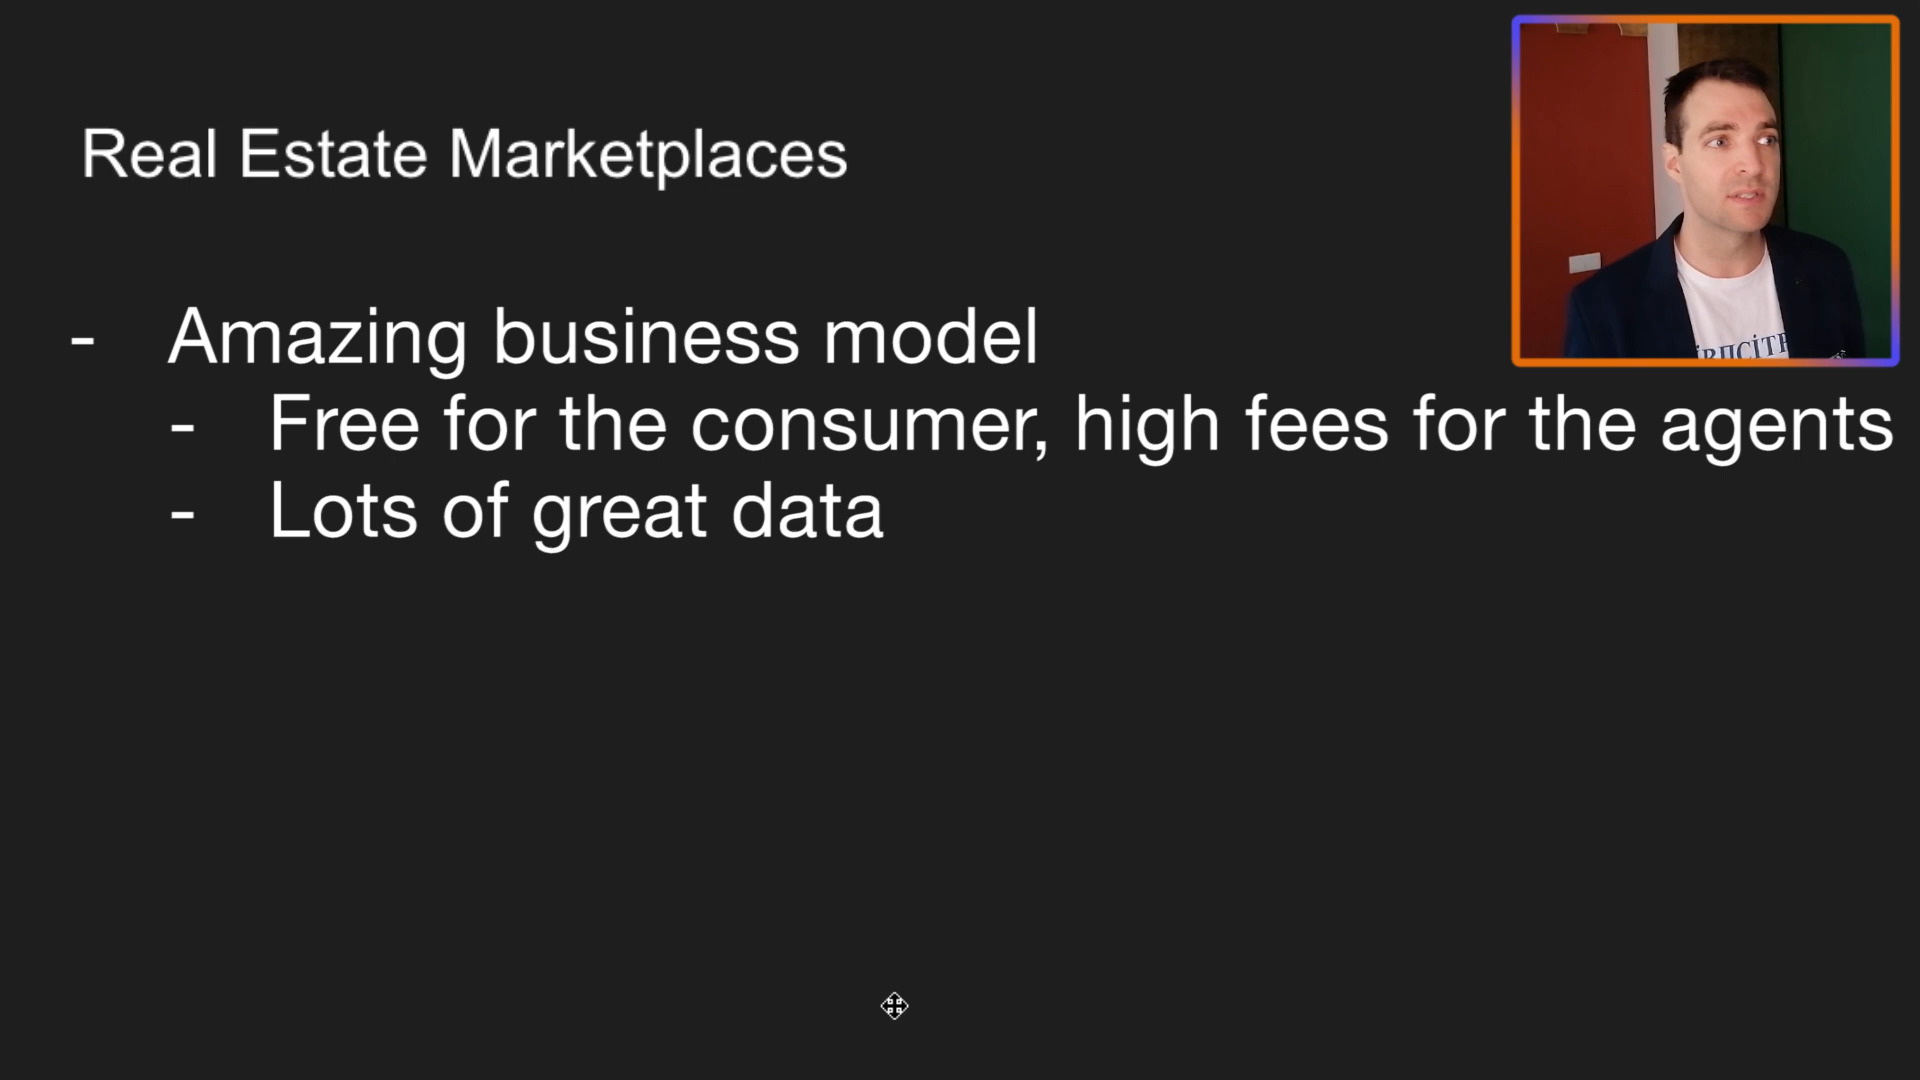 Real Estate Marketplaces
- Amazing business model
- Free for the consumer, high fees for the agents
- Lots of great data